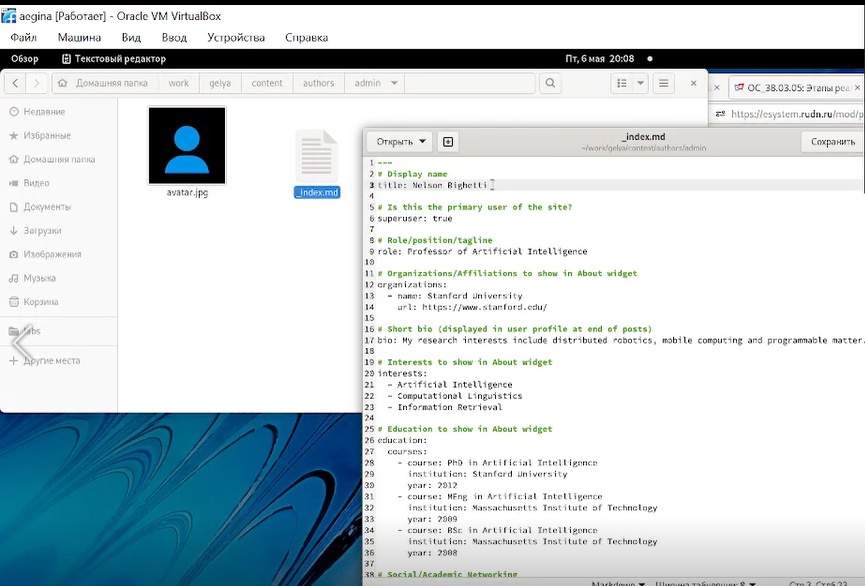 aegina [Работает] - Oracle VM VirtualBox
Файл Машина Вид Ввод Устройства Справка
Обзор Текстовый редактор Пт, 6 мая 20:08
Домашняя папка work gelya content authors admin
ОС_38.03.05: Этапы реа
https://esystem.rudn.ru/mod/p
Недавние
Избранные
Домашняя папка
Видео
Документы
Загрузки
Изображения
Музыка
Корзина
labs
Другие места
avatar.jpg
_index.md
Открыть
_index.md
~/work/gelya/content/authors/admin
Сохранить
1 ---
2 # Display name
3 title: Nelson Bighetti
4
5 # Is this the primary user of the site?
6 superuser: true
7
8 # Role/position/tagline
9 role: Professor of Artificial Intelligence
10
11 # Organizations/Affiliations to show in About widget
12 organizations:
13 - name: Stanford University
14 url: https://www.stanford.edu/
15
16 # Short bio (displayed in user profile at end of posts)
17 bio: My research interests include distributed robotics, mobile computing and programmable matter.
18
19 # Interests to show in About widget
20 interests:
21 - Artificial Intelligence
22 - Computational Linguistics
23 - Information Retrieval
24
25 # Education to show in About widget
26 education:
27 courses:
28 - course: PhD in Artificial Intelligence
29 institution: Stanford University
30 year: 2012
31 - course: MEng in Artificial Intelligence
32 institution: Massachusetts Institute of Technology
33 year: 2009
34 - course: BSc in Artificial Intelligence
35 institution: Massachusetts Institute of Technology
36 year: 2008
37
38 # Social/Academic Networking
Markdown Ширина табуляции: 8 Стр 3, Стлб 23